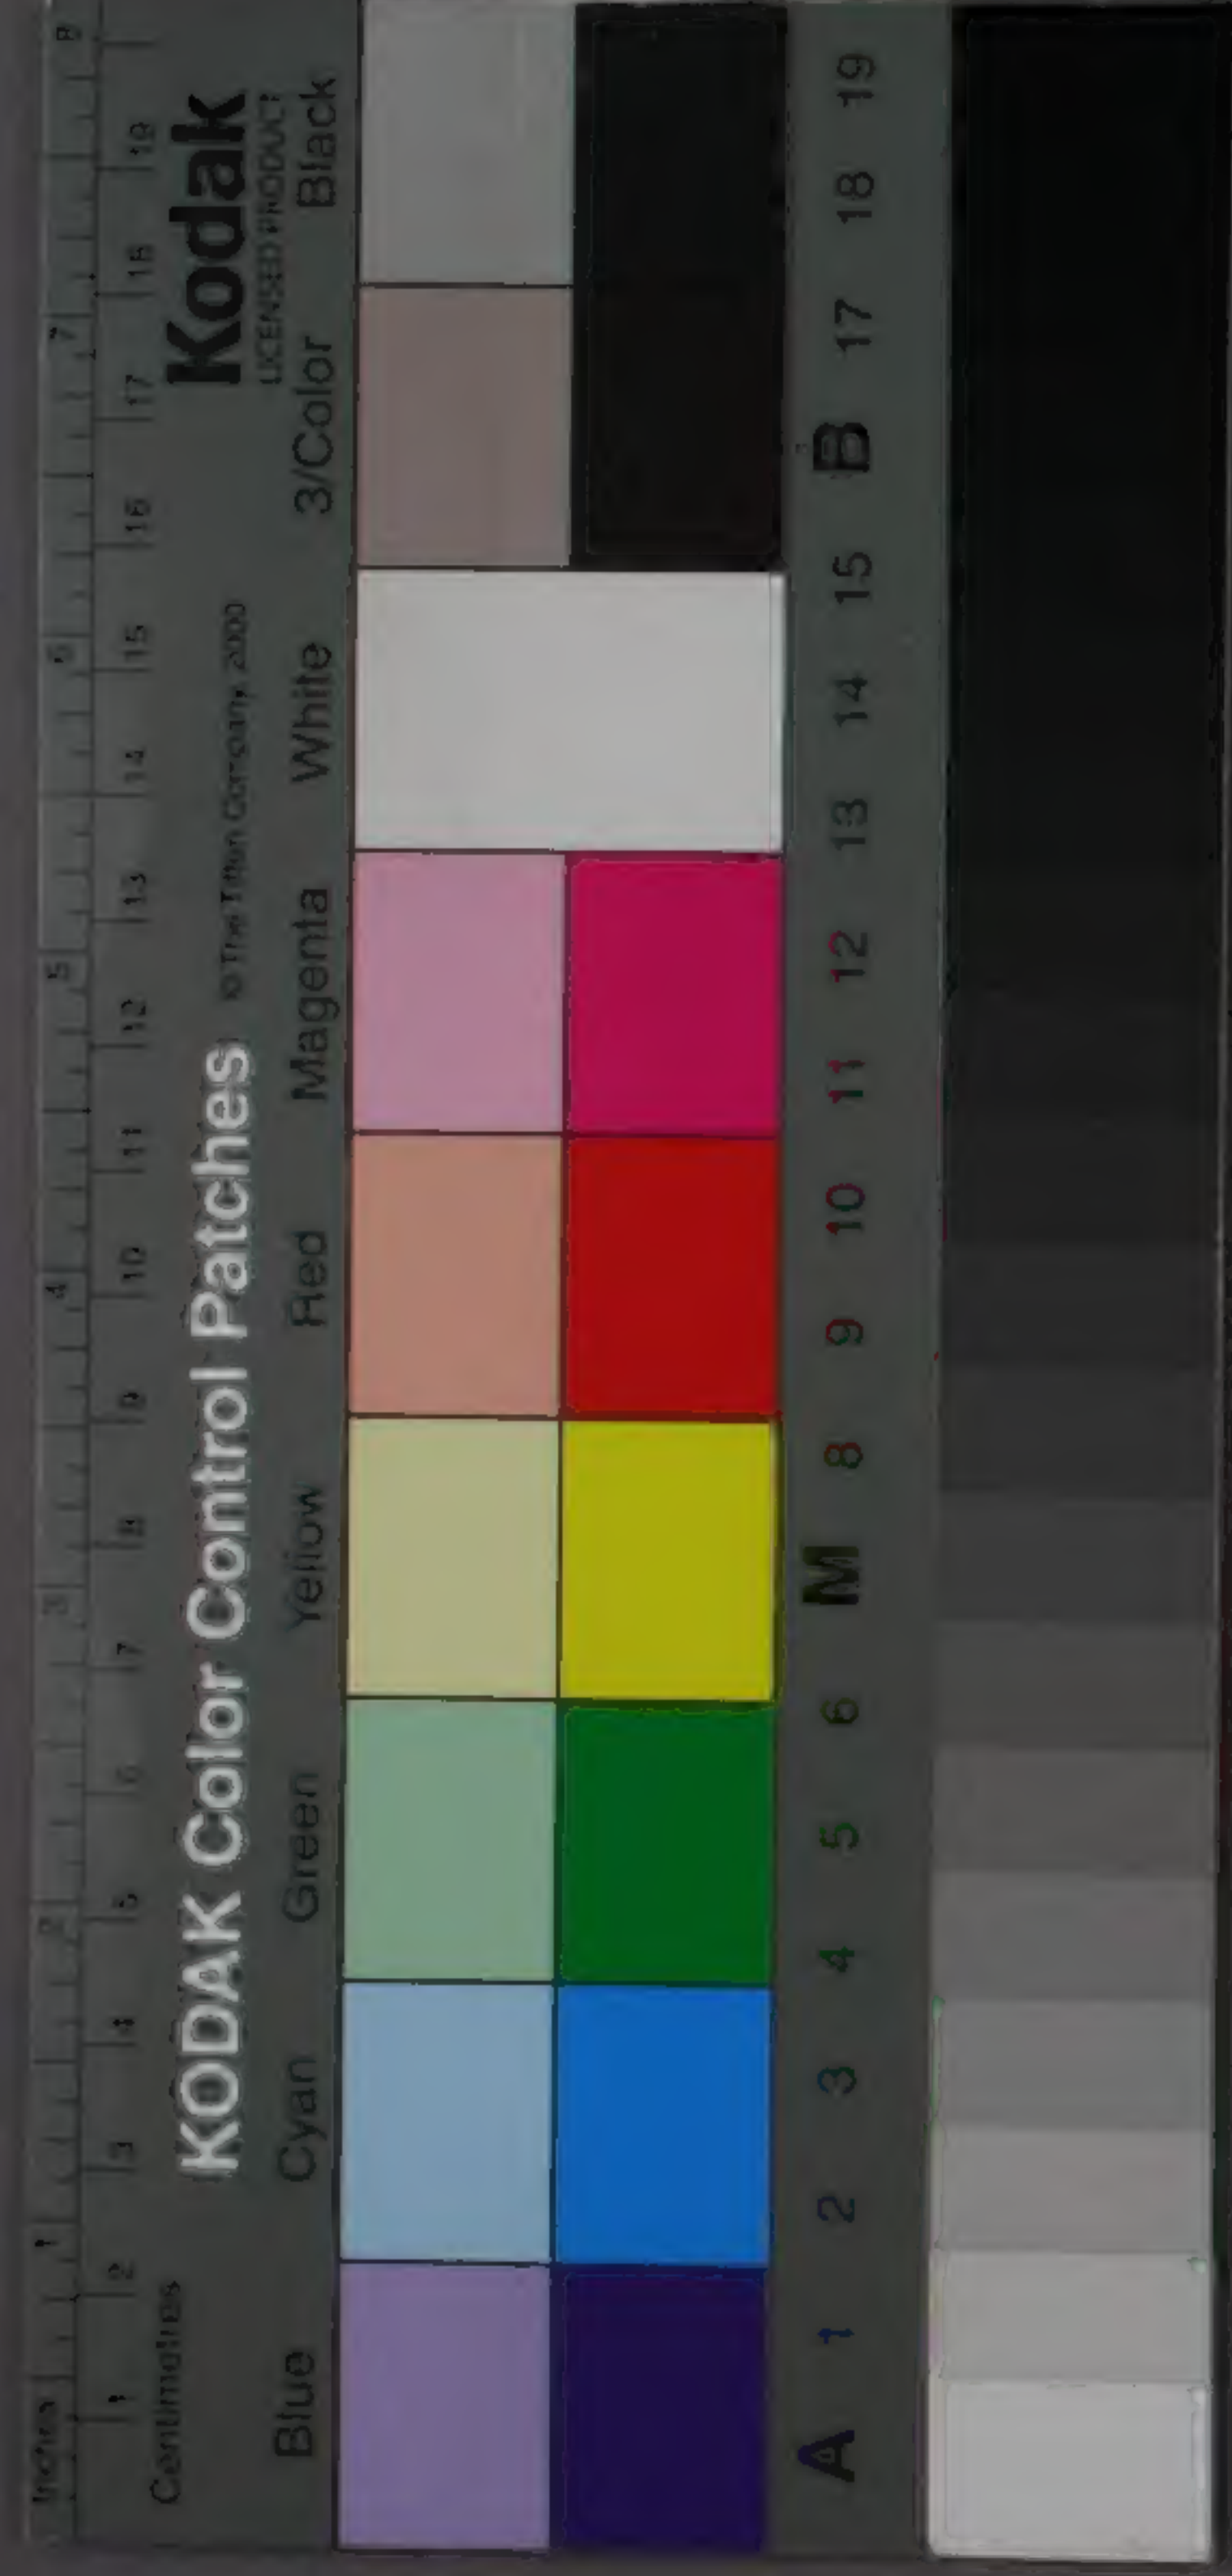 Inches 1 2 3 4 5 6 7 8
Centimetres 1 2 3 4 5 6 7 8 9 10 11 12 13 14 15 16 17 18 19
KODAK Color Control Patches © The Tiffen Company, 2000 Kodak
LICENSED PRODUCT
Blue Cyan Green Yellow Red Magenta White 3/Color Black
A 1 2 3 4 5 6 M 8 9 10 11 12 13 14 15 B 17 18 19